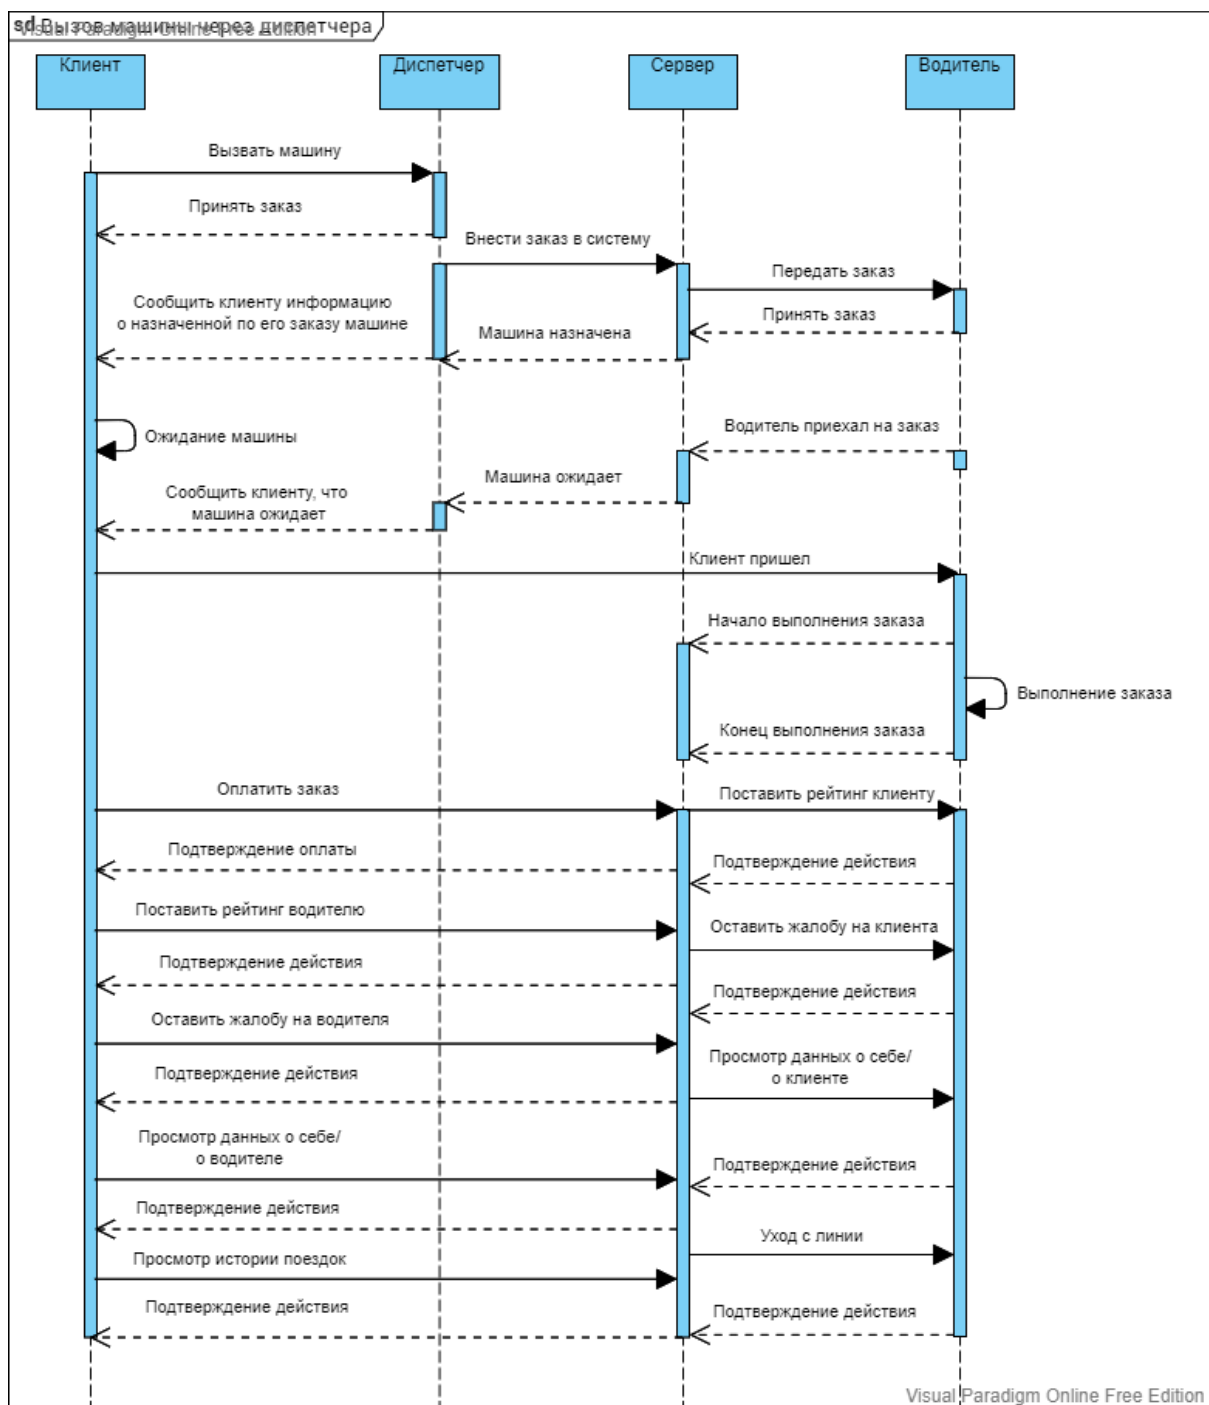 sd Вызов машины через диспетчера
Visual Paradigm Online Free Edition
Клиент
Диспетчер
Сервер
Водитель
Вызвать машину
Принять заказ
Внести заказ в систему
Передать заказ
Сообщить клиенту информацию
о назначенной по его заказу машине
Принять заказ
Машина назначена
Ожидание машины
Водитель приехал на заказ
Машина ожидает
Сообщить клиенту, что
машина ожидает
Клиент пришел
Начало выполнения заказа
Выполнение заказа
Конец выполнения заказа
Оплатить заказ
Поставить рейтинг клиенту
Подтверждение оплаты
Подтверждение действия
Поставить рейтинг водителю
Оставить жалобу на клиента
Подтверждение действия
Подтверждение действия
Оставить жалобу на водителя
Просмотр данных о себе/
о клиенте
Подтверждение действия
Просмотр данных о себе/
о водителе
Подтверждение действия
Подтверждение действия
Уход с линии
Просмотр истории поездок
Подтверждение действия
Подтверждение действия
Visual Paradigm Online Free Edition